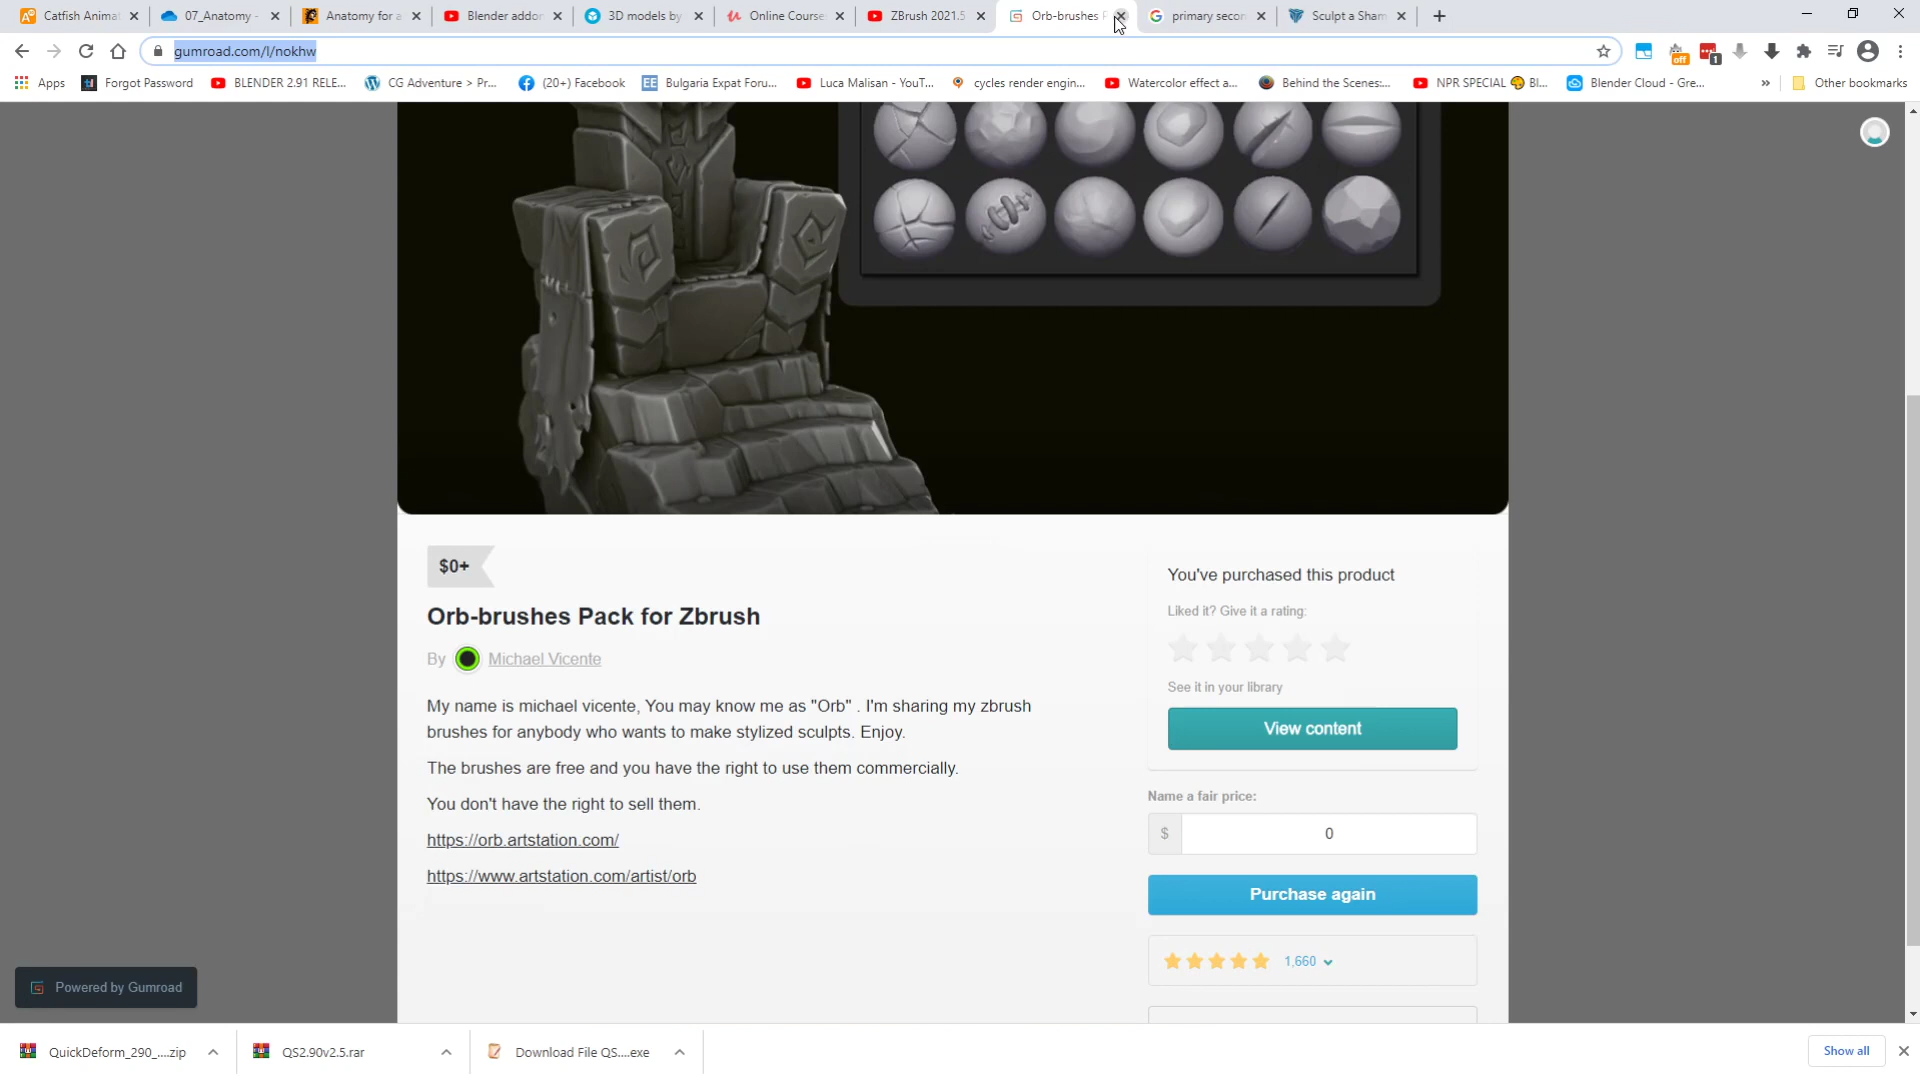 Catfish Anima
07_Anatomy -
Anatomy for a
Blender addor
3D models by
Online Course
ZBrush 2021.5
Orb-brushes P
primary secon
Sculpt a Sham
gumroad.com/l/nokhw
off
1
Apps
Forgot Password
BLENDER 2.91 RELE...
CG Adventure > Pr...
(20+) Facebook
Bulgaria Expat Foru...
Luca Malisan - YouT...
cycles render engin...
Watercolor effect a...
Behind the Scenes:...
NPR SPECIAL Bl...
Blender Cloud - Gre...
»
Other bookmarks
$0+
Orb-brushes Pack for Zbrush
By Michael Vicente
My name is michael vicente, You may know me as "Orb" . I'm sharing my zbrush
brushes for anybody who wants to make stylized sculpts. Enjoy.
The brushes are free and you have the right to use them commercially.
You don't have the right to sell them.
https://orb.artstation.com/
https://www.artstation.com/artist/orb
You've purchased this product
Liked it? Give it a rating:
See it in your library
View content
Name a fair price:
$ 0
Purchase again
1,660
Powered by Gumroad
QuickDeform_290_....zip
QS2.90v2.5.rar
Download File QS....exe
Show all